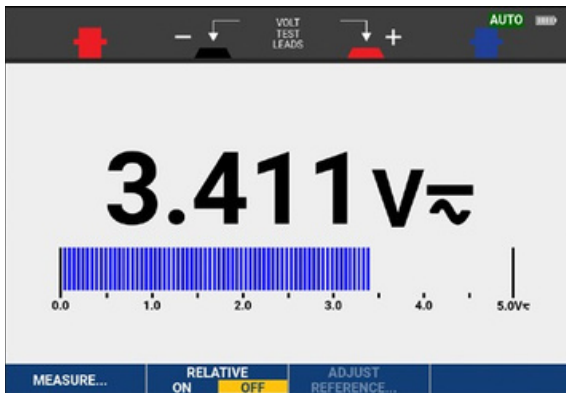 − VOLT TEST LEADS + AUTO
3.411 V⏦
0.0 1.0 2.0 3.0 4.0 5.0V
MEASURE... RELATIVE ADJUST
ON OFF REFERENCE...